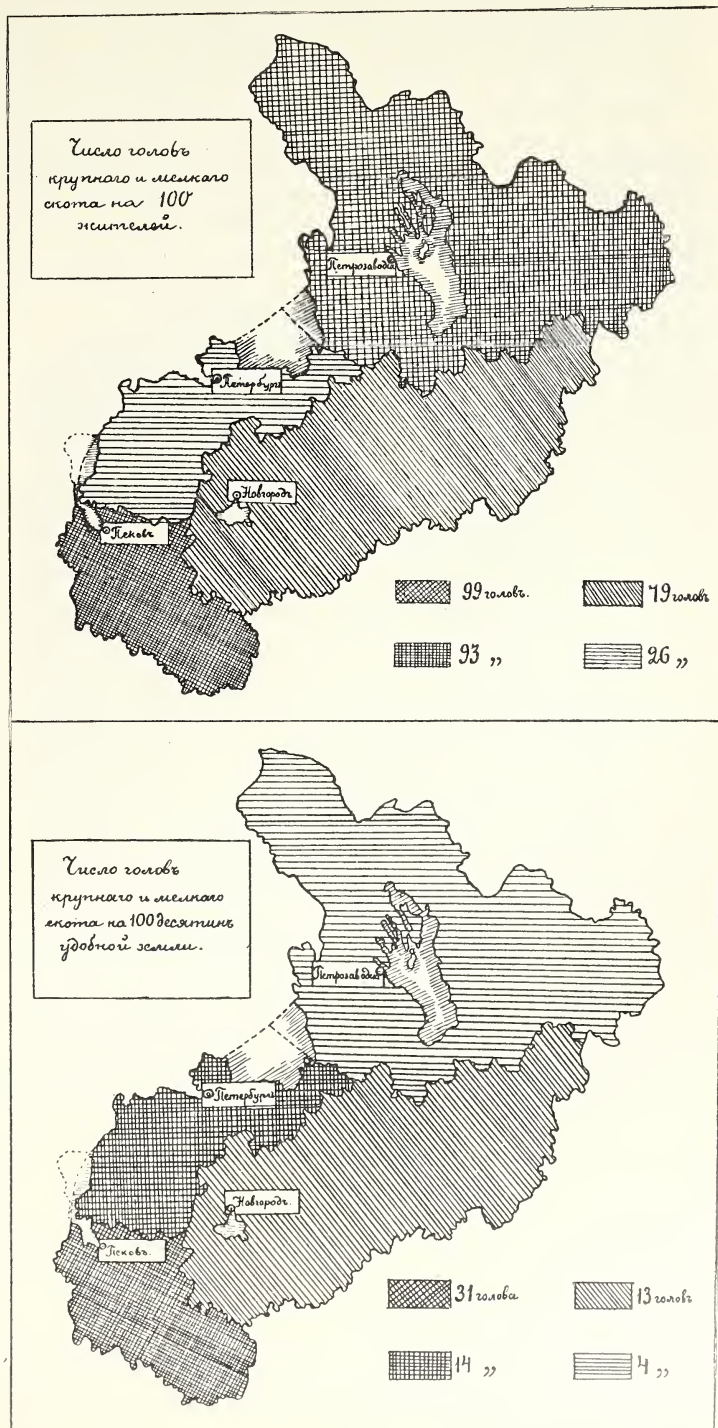 Число головъ
крупнаго и мелкаго
скота на 100
жителей.
Петрозаводскъ
Петербургъ
Новгородъ
Псковъ
99 головъ.
79 головъ
93 „
26 „
Число головъ
крупнаго и мелкаго
скота на 100 десятинъ
удобной земли.
Петрозаводскъ
Петербургъ
Новгородъ.
Псковъ.
31 голова
13 головъ
14 „
4 „